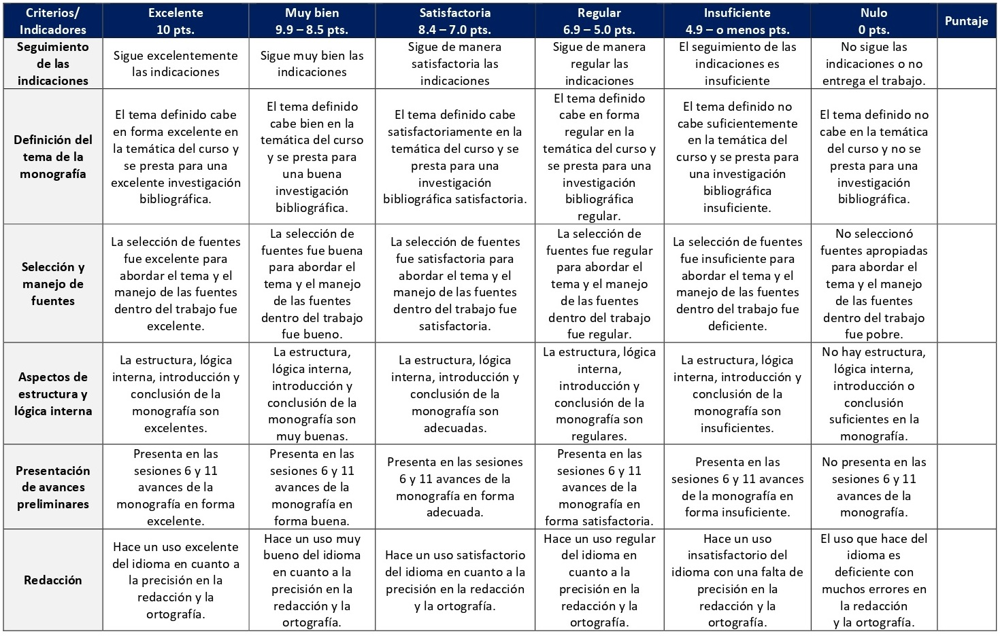 Criterios/
Indicadores
Excelente
10 pts.
Muy bien
9.9 – 8.5 pts.
Satisfactoria
8.4 – 7.0 pts.
Regular
6.9 – 5.0 pts.
Insuficiente
4.9 – o menos pts.
Nulo
0 pts.
Puntaje
Seguimiento
de las
indicaciones
Sigue excelentemente
las indicaciones
Sigue muy bien las
indicaciones
Sigue de manera
satisfactoria las
indicaciones
Sigue de manera
regular las
indicaciones
El seguimiento de las
indicaciones es
insuficiente
No sigue las
indicaciones o no
entrega el trabajo.
Definición del
tema de la
monografía
El tema definido cabe
en forma excelente en
la temática del curso y
se presta para una
excelente investigación
bibliográfica.
El tema definido
cabe bien en la
temática del curso
y se presta para
una buena
investigación
bibliográfica.
El tema definido cabe
satisfactoriamente en la
temática del curso y se
presta para una
investigación
bibliográfica satisfactoria.
El tema definido
cabe en forma
regular en la
temática del curso y
se presta para una
investigación
bibliográfica
regular.
El tema definido no
cabe suficientemente
en la temática del
curso y se presta para
una investigación
bibliográfica
insuficiente.
El tema definido no
cabe en la temática
del curso y no se
presta para una
investigación
bibliográfica.
Selección y
manejo de
fuentes
La selección de fuentes
fue excelente para
abordar el tema y el
manejo de las fuentes
dentro del trabajo fue
excelente.
La selección de
fuentes fue buena
para abordar el
tema y el manejo
de las fuentes
dentro del trabajo
fue bueno.
La selección de fuentes
fue satisfactoria para
abordar el tema y el
manejo de las fuentes
dentro del trabajo fue
satisfactoria.
La selección de
fuentes fue regular
para abordar el
tema y el manejo
de las fuentes
dentro del trabajo
fue regular.
La selección de fuentes
fue insuficiente para
abordar el tema y el
manejo de las fuentes
dentro del trabajo fue
deficiente.
No seleccionó
fuentes apropiadas
para abordar el
tema y el manejo
de las fuentes
dentro del trabajo
fue pobre.
Aspectos de
estructura y
lógica interna
La estructura, lógica
interna, introducción y
conclusión de la
monografía son
excelentes.
La estructura,
lógica interna,
introducción y
conclusión de la
monografía son
muy buenas.
La estructura, lógica
interna, introducción y
conclusión de la
monografía son
adecuadas.
La estructura, lógica
interna,
introducción y
conclusión de la
monografía son
regulares.
La estructura, lógica
interna, introducción y
conclusión de la
monografía son
insuficientes.
No hay estructura,
lógica interna,
introducción o
conclusión
suficientes en la
monografía.
Presentación
de avances
preliminares
Presenta en las
sesiones 6 y 11
avances de la
monografía en forma
excelente.
Presenta en las
sesiones 6 y 11
avances de la
monografía en
forma buena.
Presenta en las sesiones
6 y 11 avances de la
monografía en forma
adecuada.
Presenta en las
sesiones 6 y 11
avances de la
monografía en
forma satisfactoria.
Presenta en las
sesiones 6 y 11 avances
de la monografía en
forma insuficiente.
No presenta en las
sesiones 6 y 11
avances de la
monografía.
Redacción
Hace un uso excelente
del idioma en cuanto a
la precisión en la
redacción y la
ortografía.
Hace un uso muy
bueno del idioma
en cuanto a la
precisión en la
redacción y la
ortografía.
Hace un uso satisfactorio
del idioma en cuanto a la
precisión en la redacción
y la ortografía.
Hace un uso regular
del idioma en
cuanto a la
precisión en la
redacción y la
ortografía.
Hace un uso
insatisfactorio del
idioma con una falta de
precisión en la
redacción y la
ortografía.
El uso que hace del
idioma es
deficiente con
muchos errores en
la redacción
y la ortografía.